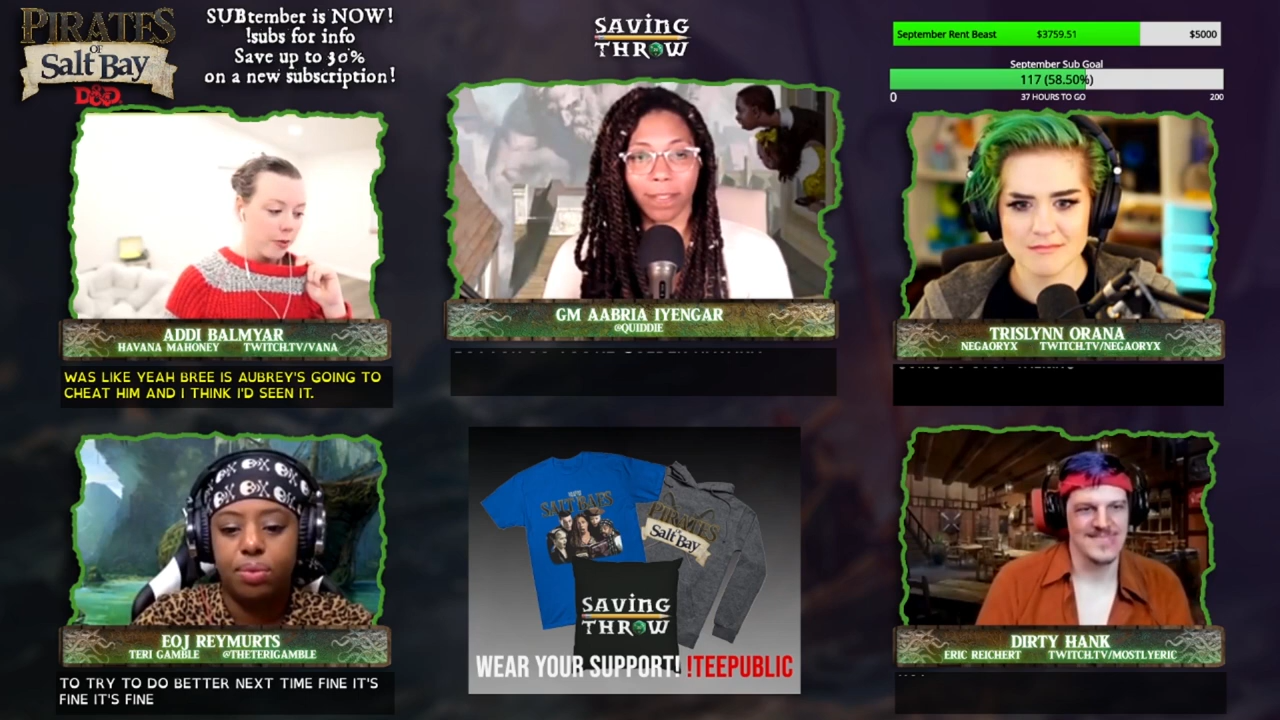 PIRATES
OF
Salt Bay
D&D
SUBtember is NOW!
!subs for info
Save up to 30%
on a new subscription!
SAVING
THROW
September Rent Beast $3759.51 $5000
September Sub Goal
117 (58.50%)
0 37 HOURS TO GO 200
ADDI BALMYAR
HAVANA MAHONEY TWITCH.TV/VANA
WAS LIKE YEAH BREE IS AUBREY'S GOING TO
CHEAT HIM AND I THINK I'D SEEN IT.
GM AABRIA IYENGAR
@QUIDDIE
TRISLYNN ORANA
NEGAORYX TWITCH.TV/NEGAORYX
EOJ REYMURTS
TERI GAMBLE @THETERIGAMBLE
TO TRY TO DO BETTER NEXT TIME FINE IT'S
FINE IT'S FINE
SALT BAES
PIRATES
OF
Salt Bay
SAVING
THROW
WEAR YOUR SUPPORT! !TEEPUBLIC
DIRTY HANK
ERIC REICHERT TWITCH.TV/MOSTLYERIC